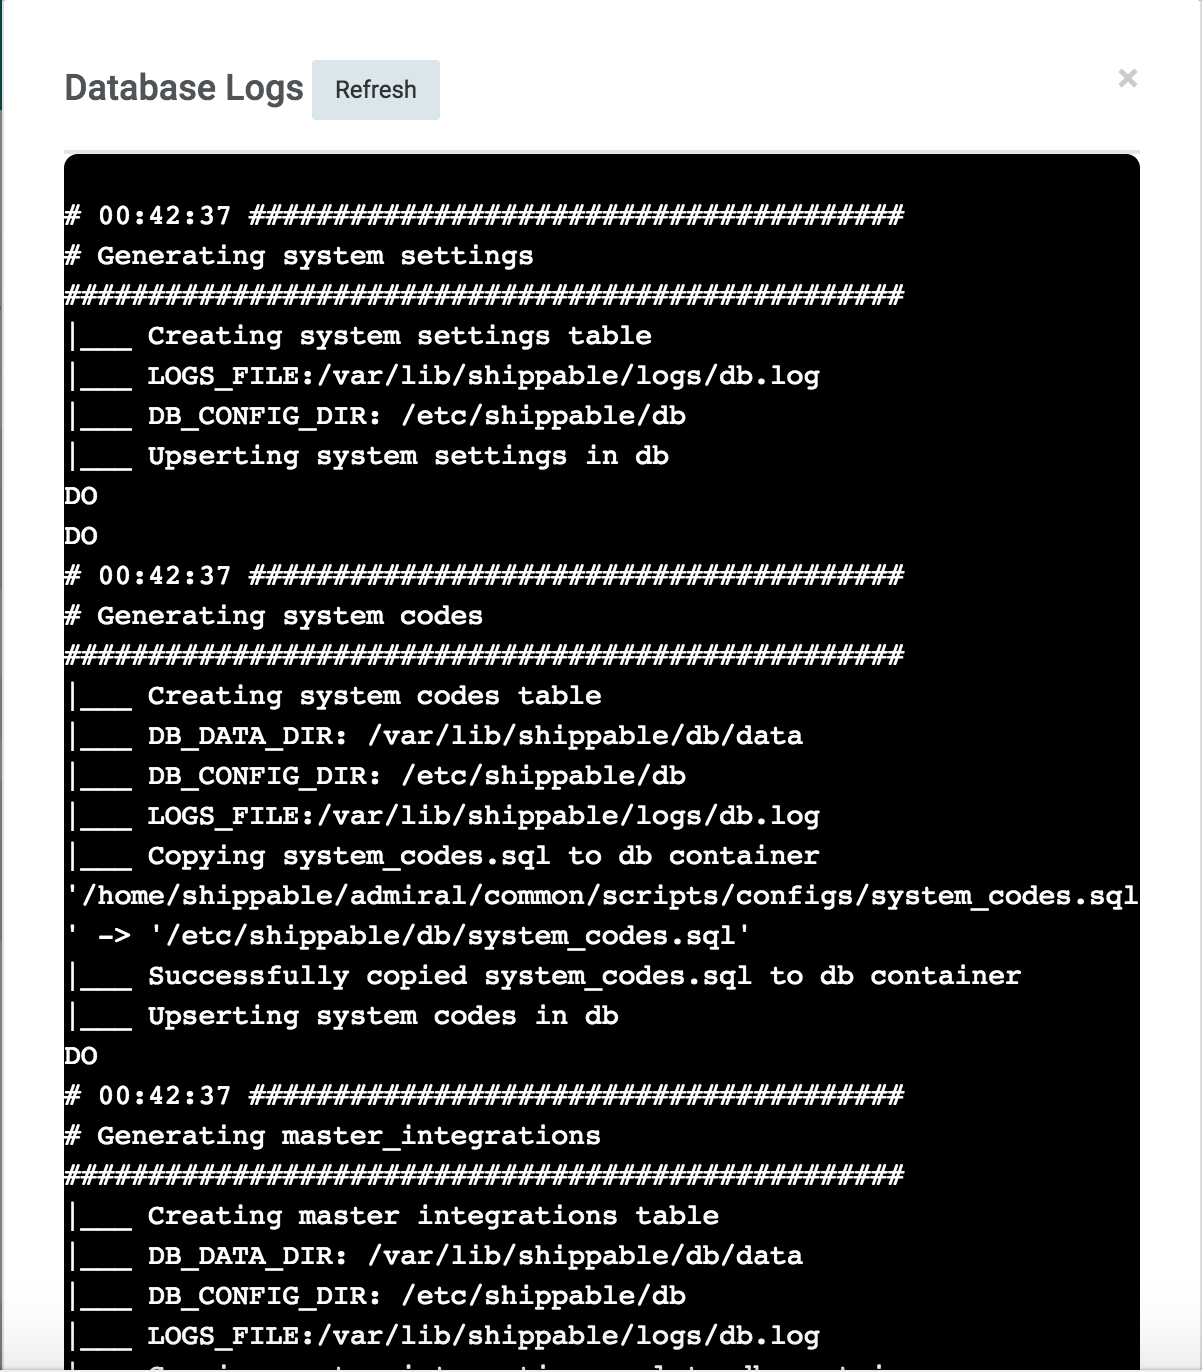 Database Logs Refresh ×
# 00:42:37 #######################################
# Generating system settings
##################################################
|___ Creating system settings table
|___ LOGS_FILE:/var/lib/shippable/logs/db.log
|___ DB_CONFIG_DIR: /etc/shippable/db
|___ Upserting system settings in db
DO
DO
# 00:42:37 #######################################
# Generating system codes
##################################################
|___ Creating system codes table
|___ DB_DATA_DIR: /var/lib/shippable/db/data
|___ DB_CONFIG_DIR: /etc/shippable/db
|___ LOGS_FILE:/var/lib/shippable/logs/db.log
|___ Copying system_codes.sql to db container
'/home/shippable/admiral/common/scripts/configs/system_codes.sql
' -> '/etc/shippable/db/system_codes.sql'
|___ Successfully copied system_codes.sql to db container
|___ Upserting system codes in db
DO
# 00:42:37 #######################################
# Generating master_integrations
##################################################
|___ Creating master integrations table
|___ DB_DATA_DIR: /var/lib/shippable/db/data
|___ DB_CONFIG_DIR: /etc/shippable/db
|___ LOGS_FILE:/var/lib/shippable/logs/db.log